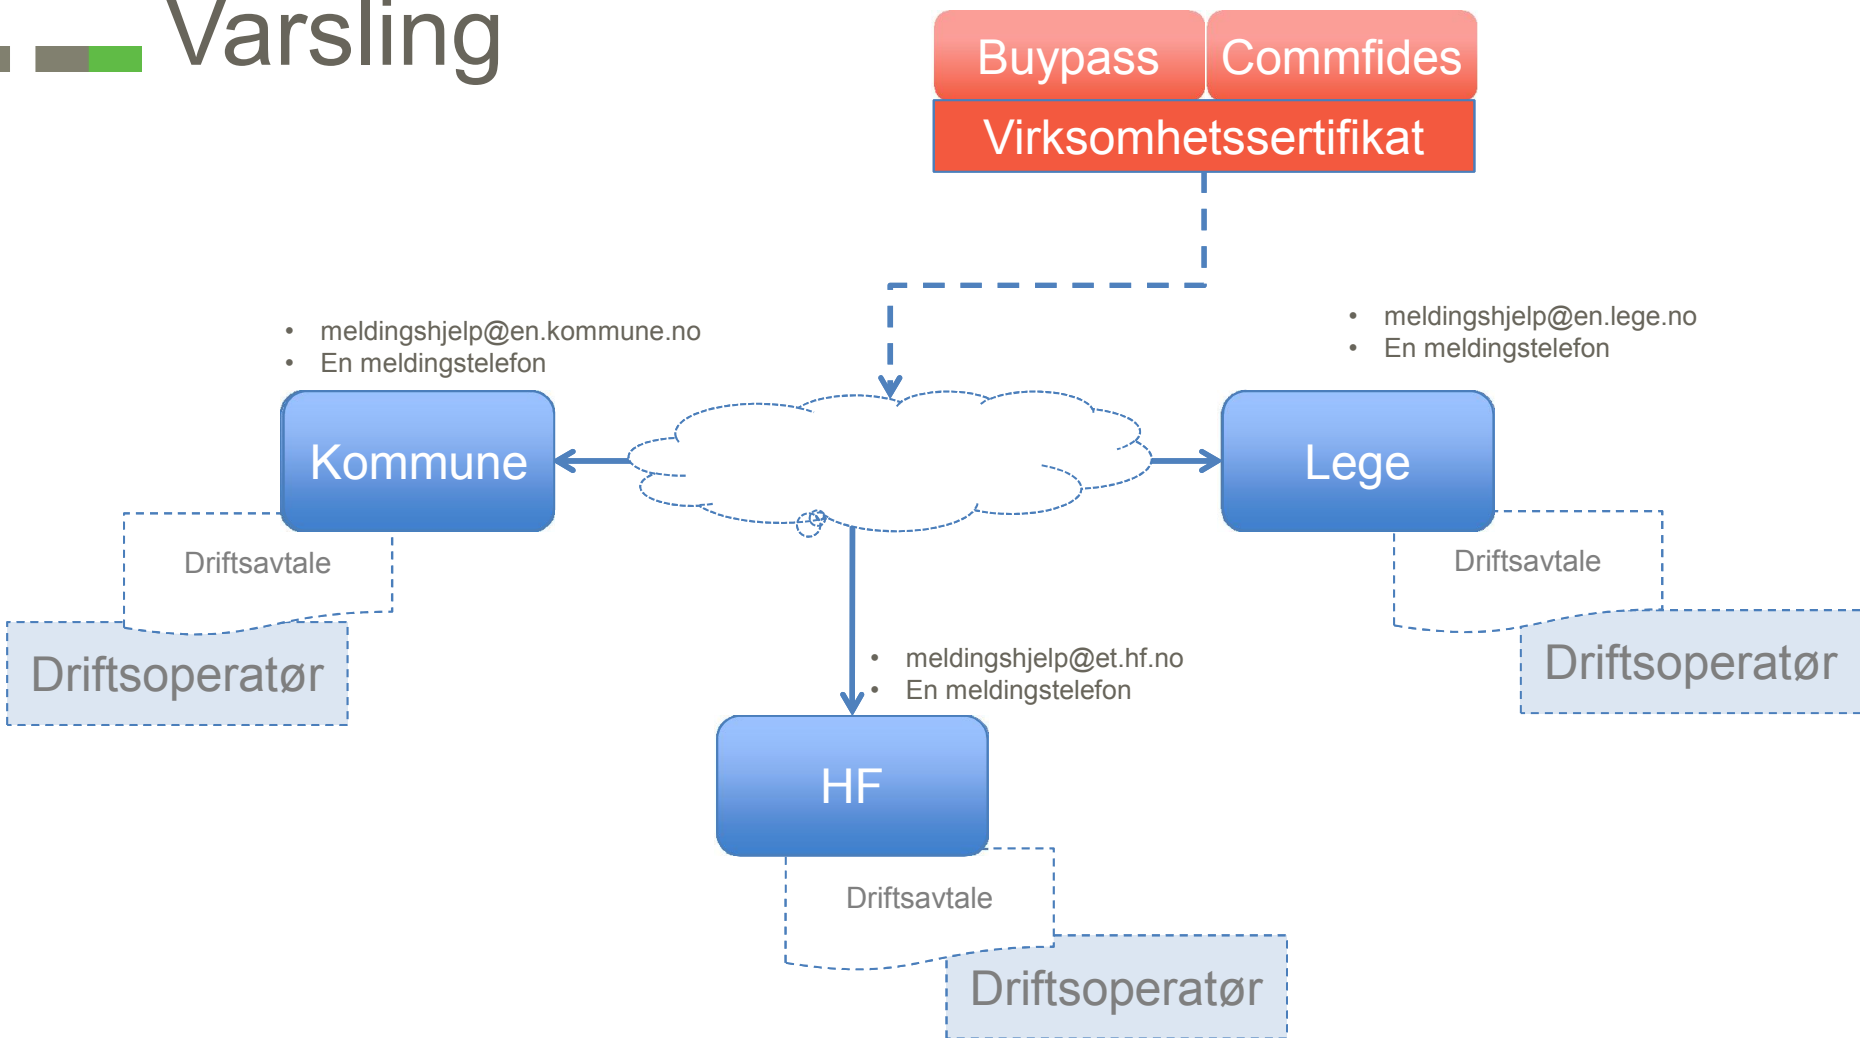 Varsling
Buypass
Commfides
Virksomhetssertifikat
• meldingshjelp@en.kommune.no
• En meldingstelefon
• meldingshjelp@en.lege.no
• En meldingstelefon
Kommune
Lege
Driftsavtale
Driftsavtale
Driftsoperatør
Driftsoperatør
• meldingshjelp@et.hf.no
• En meldingstelefon
HF
Driftsavtale
Driftsoperatør